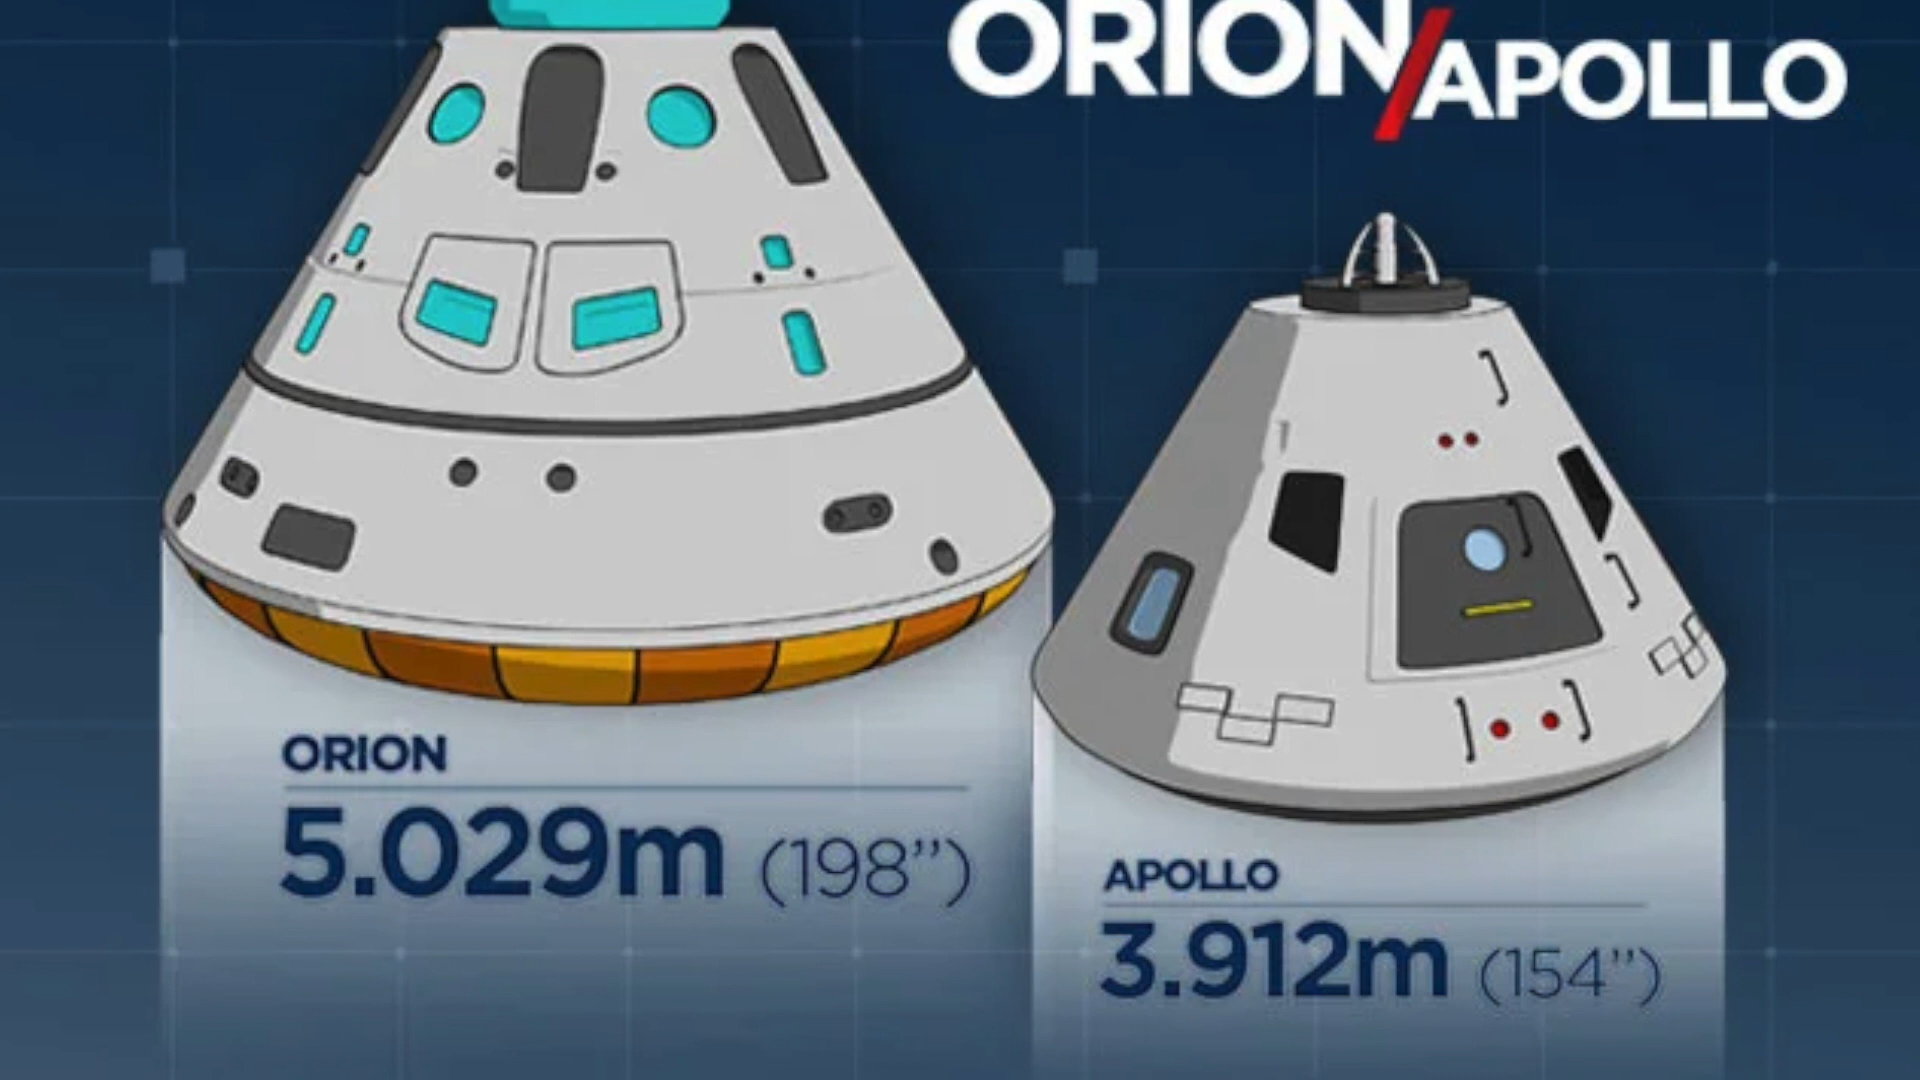 ORION/APOLLO
ORION
5.029m (198”)
APOLLO
3.912m (154”)